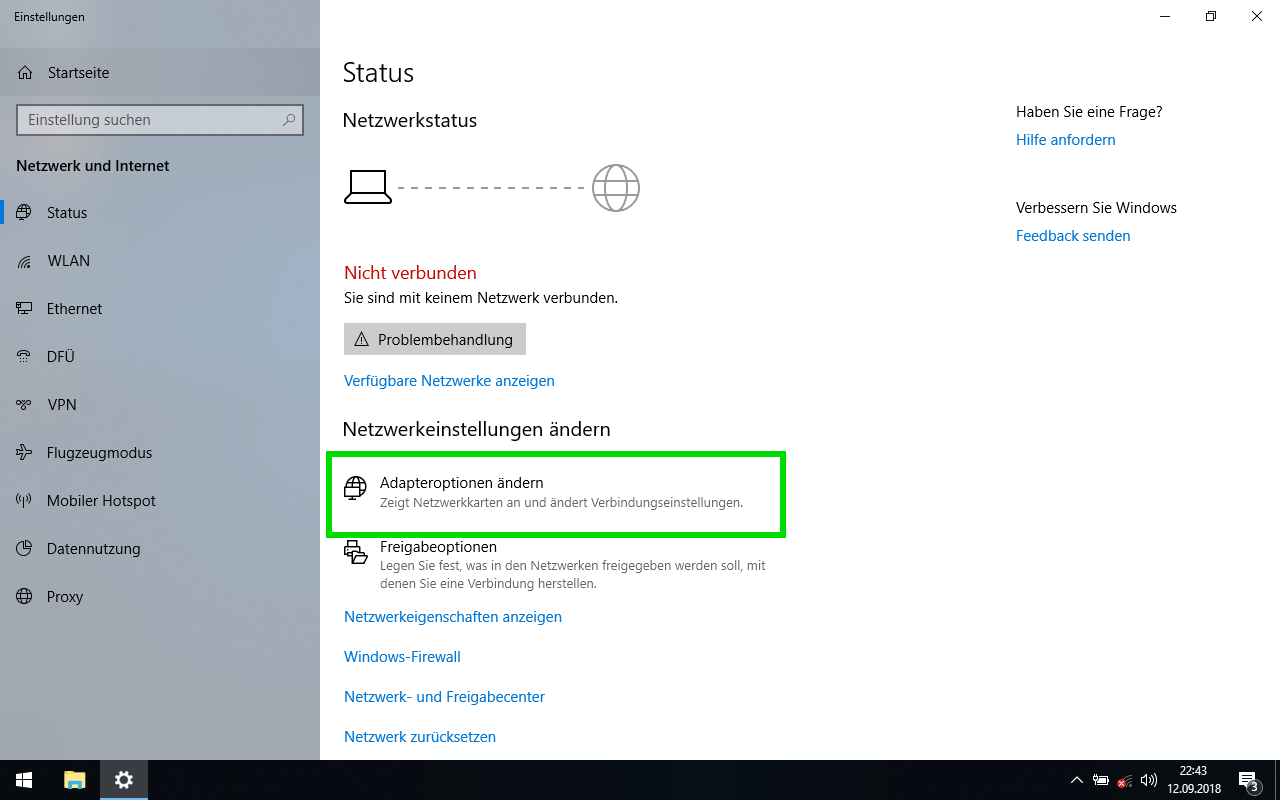 Einstellungen
Startseite
Einstellung suchen
Netzwerk und Internet
Status
WLAN
Ethernet
DFÜ
VPN
Flugzeugmodus
Mobiler Hotspot
Datennutzung
Proxy
Status
Netzwerkstatus
Nicht verbunden
Sie sind mit keinem Netzwerk verbunden.
Problembehandlung
Verfügbare Netzwerke anzeigen
Netzwerkeinstellungen ändern
Adapteroptionen ändern
Zeigt Netzwerkkarten an und ändert Verbindungseinstellungen.
Freigabeoptionen
Legen Sie fest, was in den Netzwerken freigegeben werden soll, mit
denen Sie eine Verbindung herstellen.
Netzwerkeigenschaften anzeigen
Windows-Firewall
Netzwerk- und Freigabecenter
Netzwerk zurücksetzen
Haben Sie eine Frage?
Hilfe anfordern
Verbessern Sie Windows
Feedback senden
22:43
12.09.2018
3